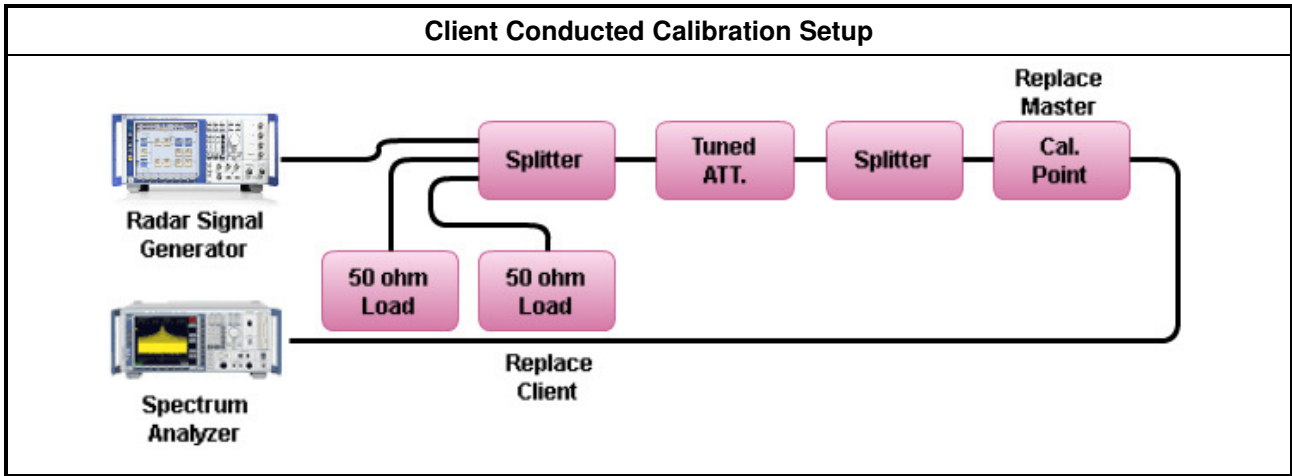 Client Conducted Calibration Setup
Replace
Master
Splitter
Tuned
ATT.
Splitter
Cal.
Point
Radar Signal
Generator
50 ohm
Load
50 ohm
Load
Replace
Client
Spectrum
Analyzer